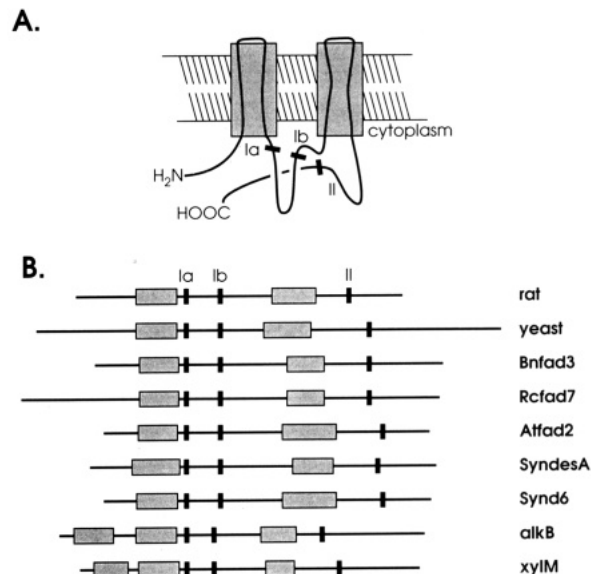 A.
cytoplasm
Ia
Ib
H₂N
HOOC
II
B.
Ia Ib II
rat
yeast
Bnfad3
Rcfad7
Atfad2
SyndesA
Synd6
alkB
xylM